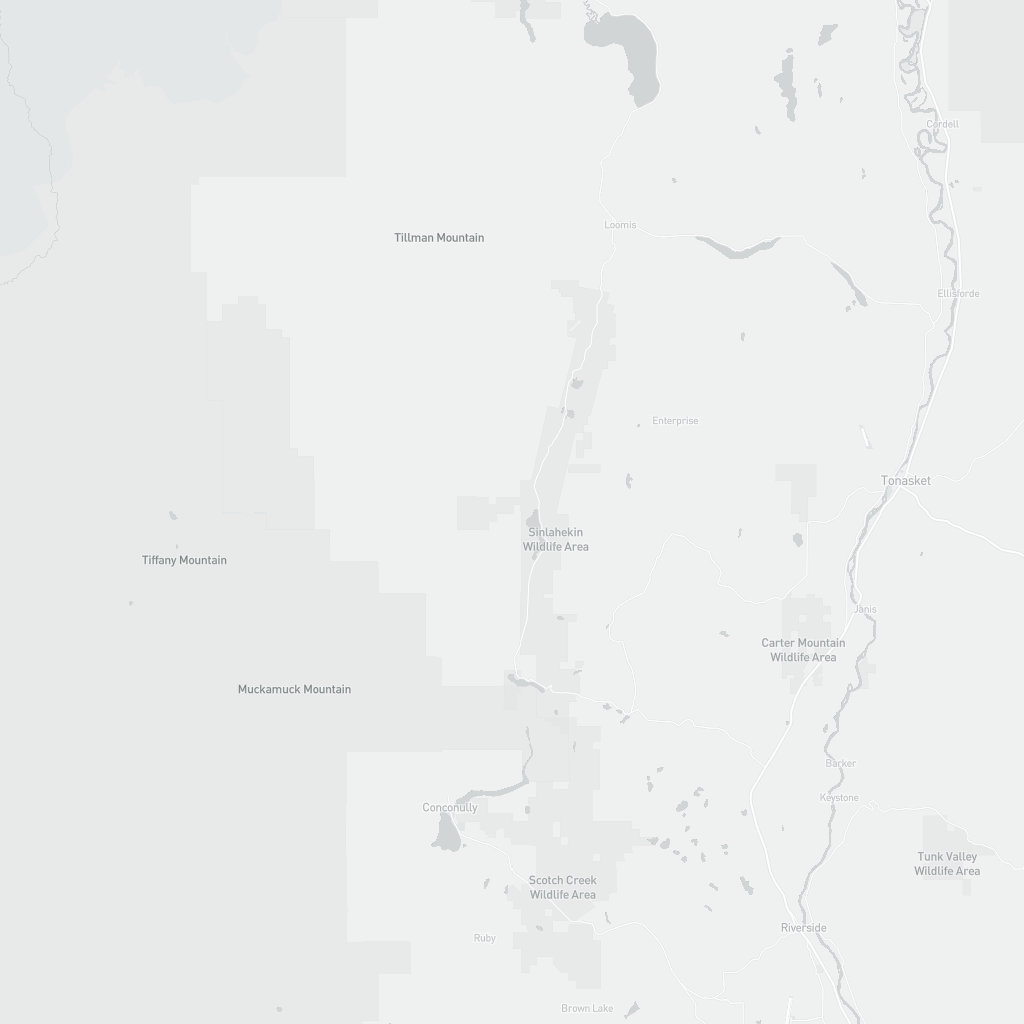 Cordell
Loomis
Tillman Mountain
Ellisforde
Enterprise
Tonasket
Sinlahekin
Wildlife Area
Tiffany Mountain
Janis
Carter Mountain
Wildlife Area
Muckamuck Mountain
Barker
Keystone
Conconully
Tunk Valley
Wildlife Area
Scotch Creek
Wildlife Area
Riverside
Ruby
Brown Lake